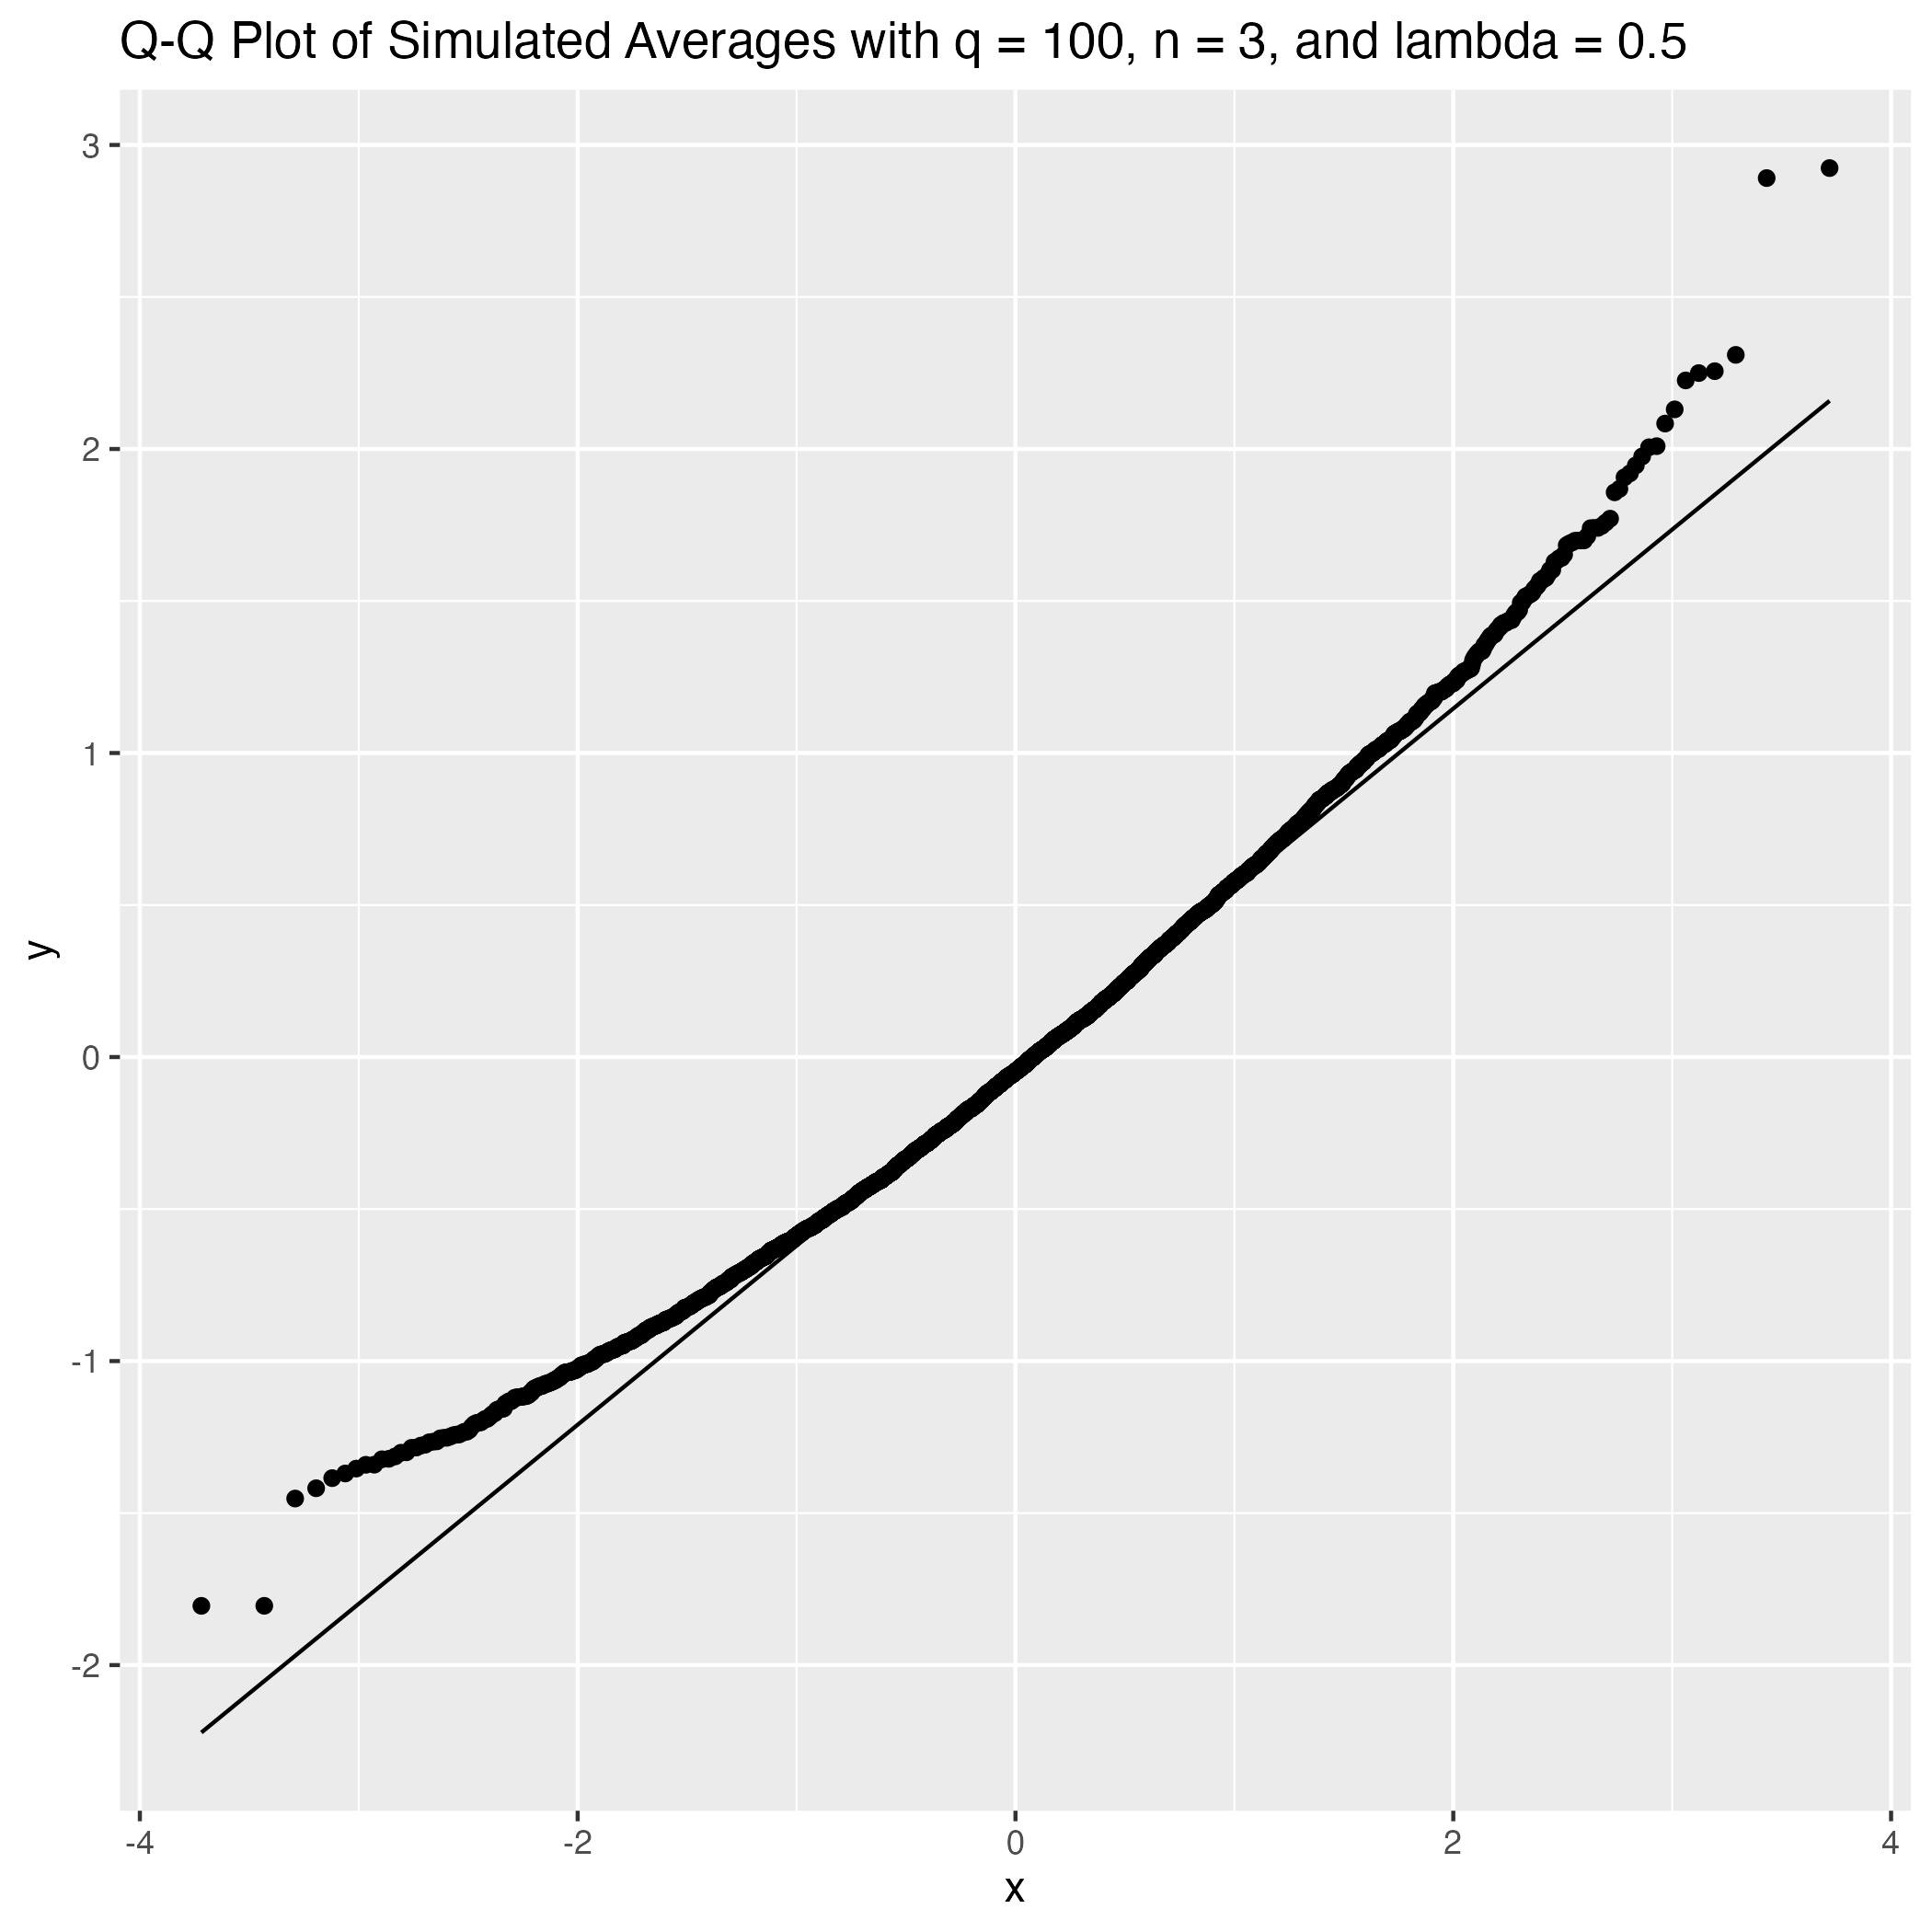 Q-Q Plot of Simulated Averages with q = 100, n = 3, and lambda = 0.5
3
2
1
0
-1
-2
y
-4 -2 0 2 4
x